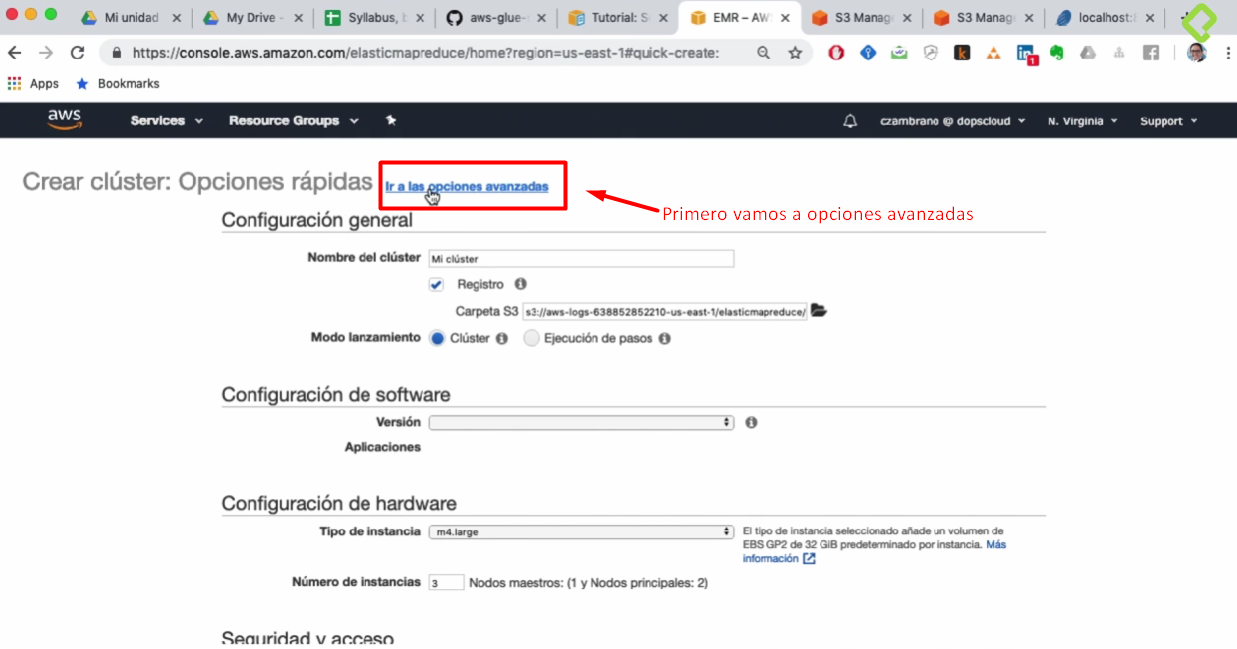 Mi unidad
My Drive -
Syllabus, b
aws-glue-
Tutorial: S
EMR – AW
S3 Manag
S3 Manag
localhost:
https://console.aws.amazon.com/elasticmapreduce/home?region=us-east-1#quick-create:
1
Apps
Bookmarks
aws
Services
Resource Groups
czambrano @ dopscloud
N. Virginia
Support
Crear clúster: Opciones rápidas
Ir a las opciones avanzadas
Primero vamos a opciones avanzadas
Configuración general
Nombre del clúster
Mi clúster
Registro
Carpeta S3
s3://aws-logs-638852852210-us-east-1/elasticmapreduce/
Modo lanzamiento
Clúster
Ejecución de pasos
Configuración de software
Versión
Aplicaciones
Configuración de hardware
Tipo de instancia
m4.large
El tipo de instancia seleccionado añade un volumen de
EBS GP2 de 32 GiB predeterminado por instancia. Más
información
Número de instancias
3
Nodos maestros: (1 y Nodos principales: 2)
Seguridad y acceso